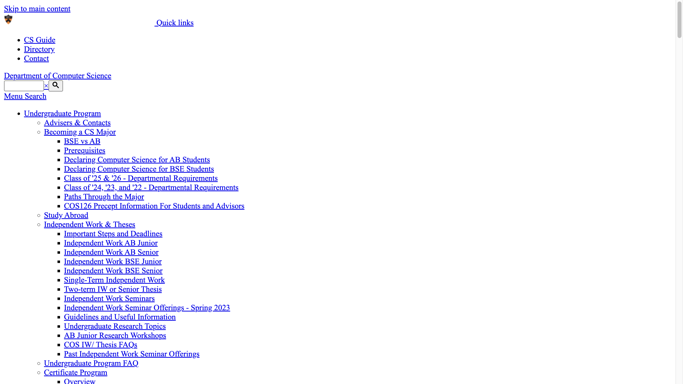 Skip to main content
Quick links
CS Guide
Directory
Contact
Department of Computer Science
x
Menu Search
Undergraduate Program
Advisers & Contacts
Becoming a CS Major
BSE vs AB
Prerequisites
Declaring Computer Science for AB Students
Declaring Computer Science for BSE Students
Class of '25 & '26 - Departmental Requirements
Class of '24, '23, and '22 - Departmental Requirements
Paths Through the Major
COS126 Precept Information For Students and Advisors
Study Abroad
Independent Work & Theses
Important Steps and Deadlines
Independent Work AB Junior
Independent Work AB Senior
Independent Work BSE Junior
Independent Work BSE Senior
Single-Term Independent Work
Two-term IW or Senior Thesis
Independent Work Seminars
Independent Work Seminar Offerings - Spring 2023
Guidelines and Useful Information
Undergraduate Research Topics
AB Junior Research Workshops
COS IW/ Thesis FAQs
Past Independent Work Seminar Offerings
Undergraduate Program FAQ
Certificate Program
Overview